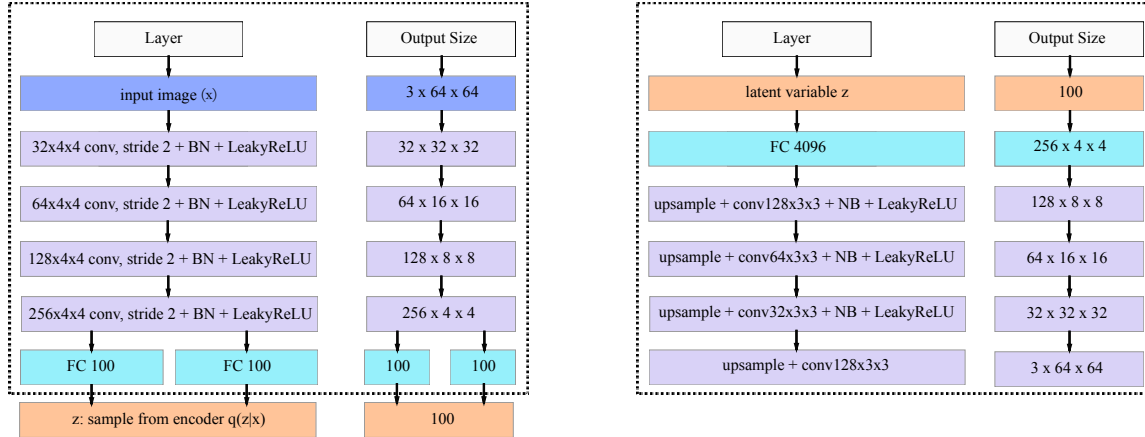 Layer
Output Size
input image (x)
3 x 64 x 64
32x4x4 conv, stride 2 + BN + LeakyReLU
32 x 32 x 32
64x4x4 conv, stride 2 + BN + LeakyReLU
64 x 16 x 16
128x4x4 conv, stride 2 + BN + LeakyReLU
128 x 8 x 8
256x4x4 conv, stride 2 + BN + LeakyReLU
256 x 4 x 4
FC 100
FC 100
100
100
z: sample from encoder q(z|x)
100
Layer
Output Size
latent variable z
100
FC 4096
256 x 4 x 4
upsample + conv128x3x3 + NB + LeakyReLU
128 x 8 x 8
upsample + conv64x3x3 + NB + LeakyReLU
64 x 16 x 16
upsample + conv32x3x3 + NB + LeakyReLU
32 x 32 x 32
upsample + conv128x3x3
3 x 64 x 64